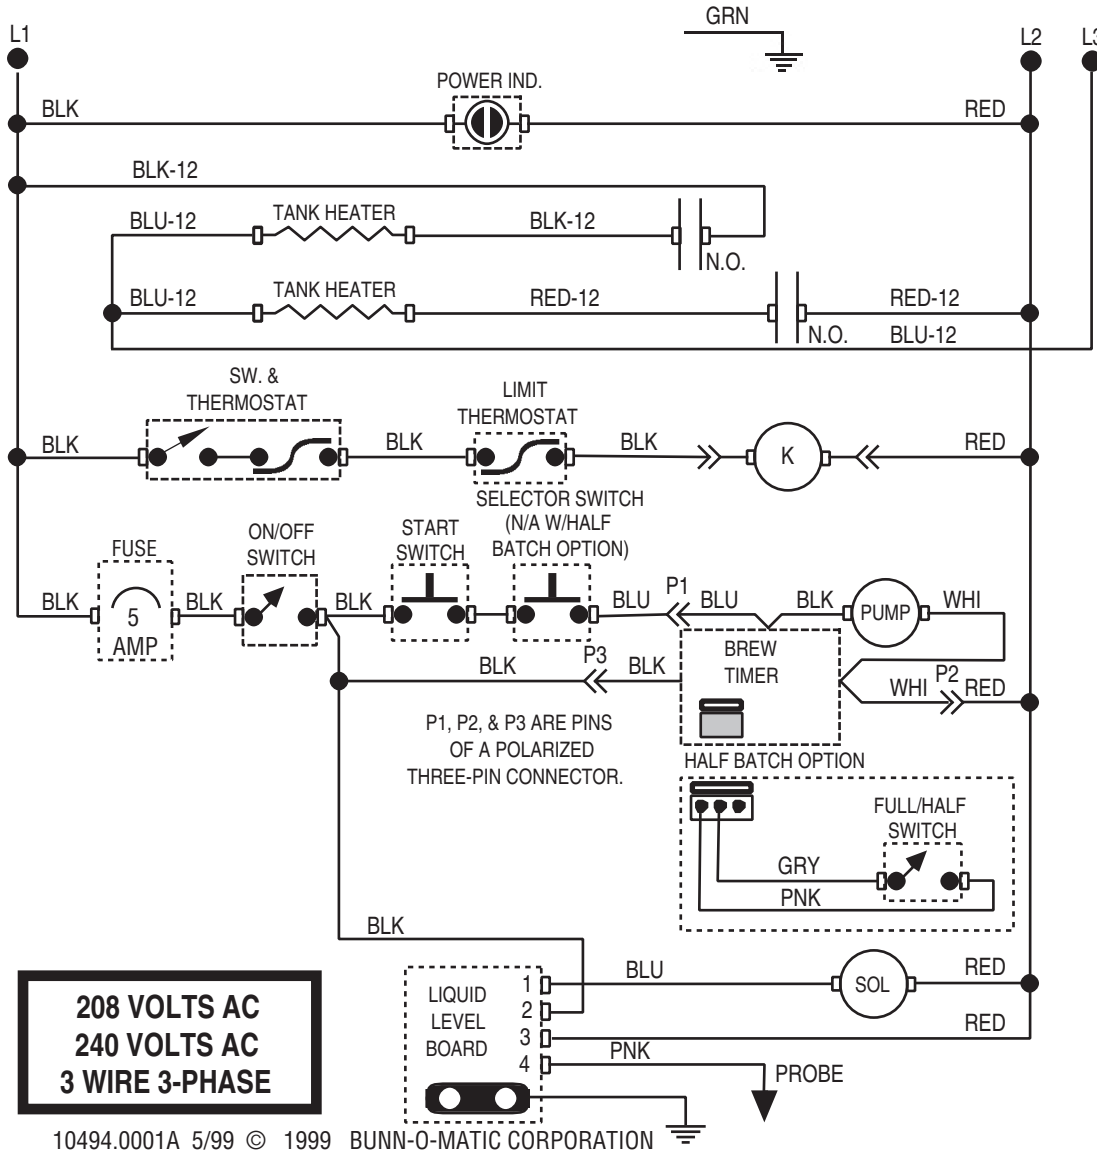 GRN
L1
L2
L3
POWER IND.
BLK
RED
BLK-12
BLU-12
TANK HEATER
BLK-12
N.O.
BLU-12
TANK HEATER
RED-12
RED-12
N.O.
BLU-12
SW. &
THERMOSTAT
LIMIT
THERMOSTAT
BLK
BLK
BLK
K
RED
SELECTOR SWITCH
(N/A W/HALF
BATCH OPTION)
START
SWITCH
ON/OFF
SWITCH
FUSE
5
AMP
BLK
BLK
BLK
BLU
P1
BLU
BLK
PUMP
WHI
BREW
TIMER
BLK
P3
BLK
WHI
P2
RED
P1, P2, & P3 ARE PINS
OF A POLARIZED
THREE-PIN CONNECTOR.
HALF BATCH OPTION
FULL/HALF
SWITCH
GRY
PNK
BLK
LIQUID
LEVEL
BOARD
1
2
3
4
BLU
SOL
RED
RED
PNK
PROBE
208 VOLTS AC
240 VOLTS AC
3 WIRE 3-PHASE
10494.0001A 5/99 © 1999 BUNN-O-MATIC CORPORATION